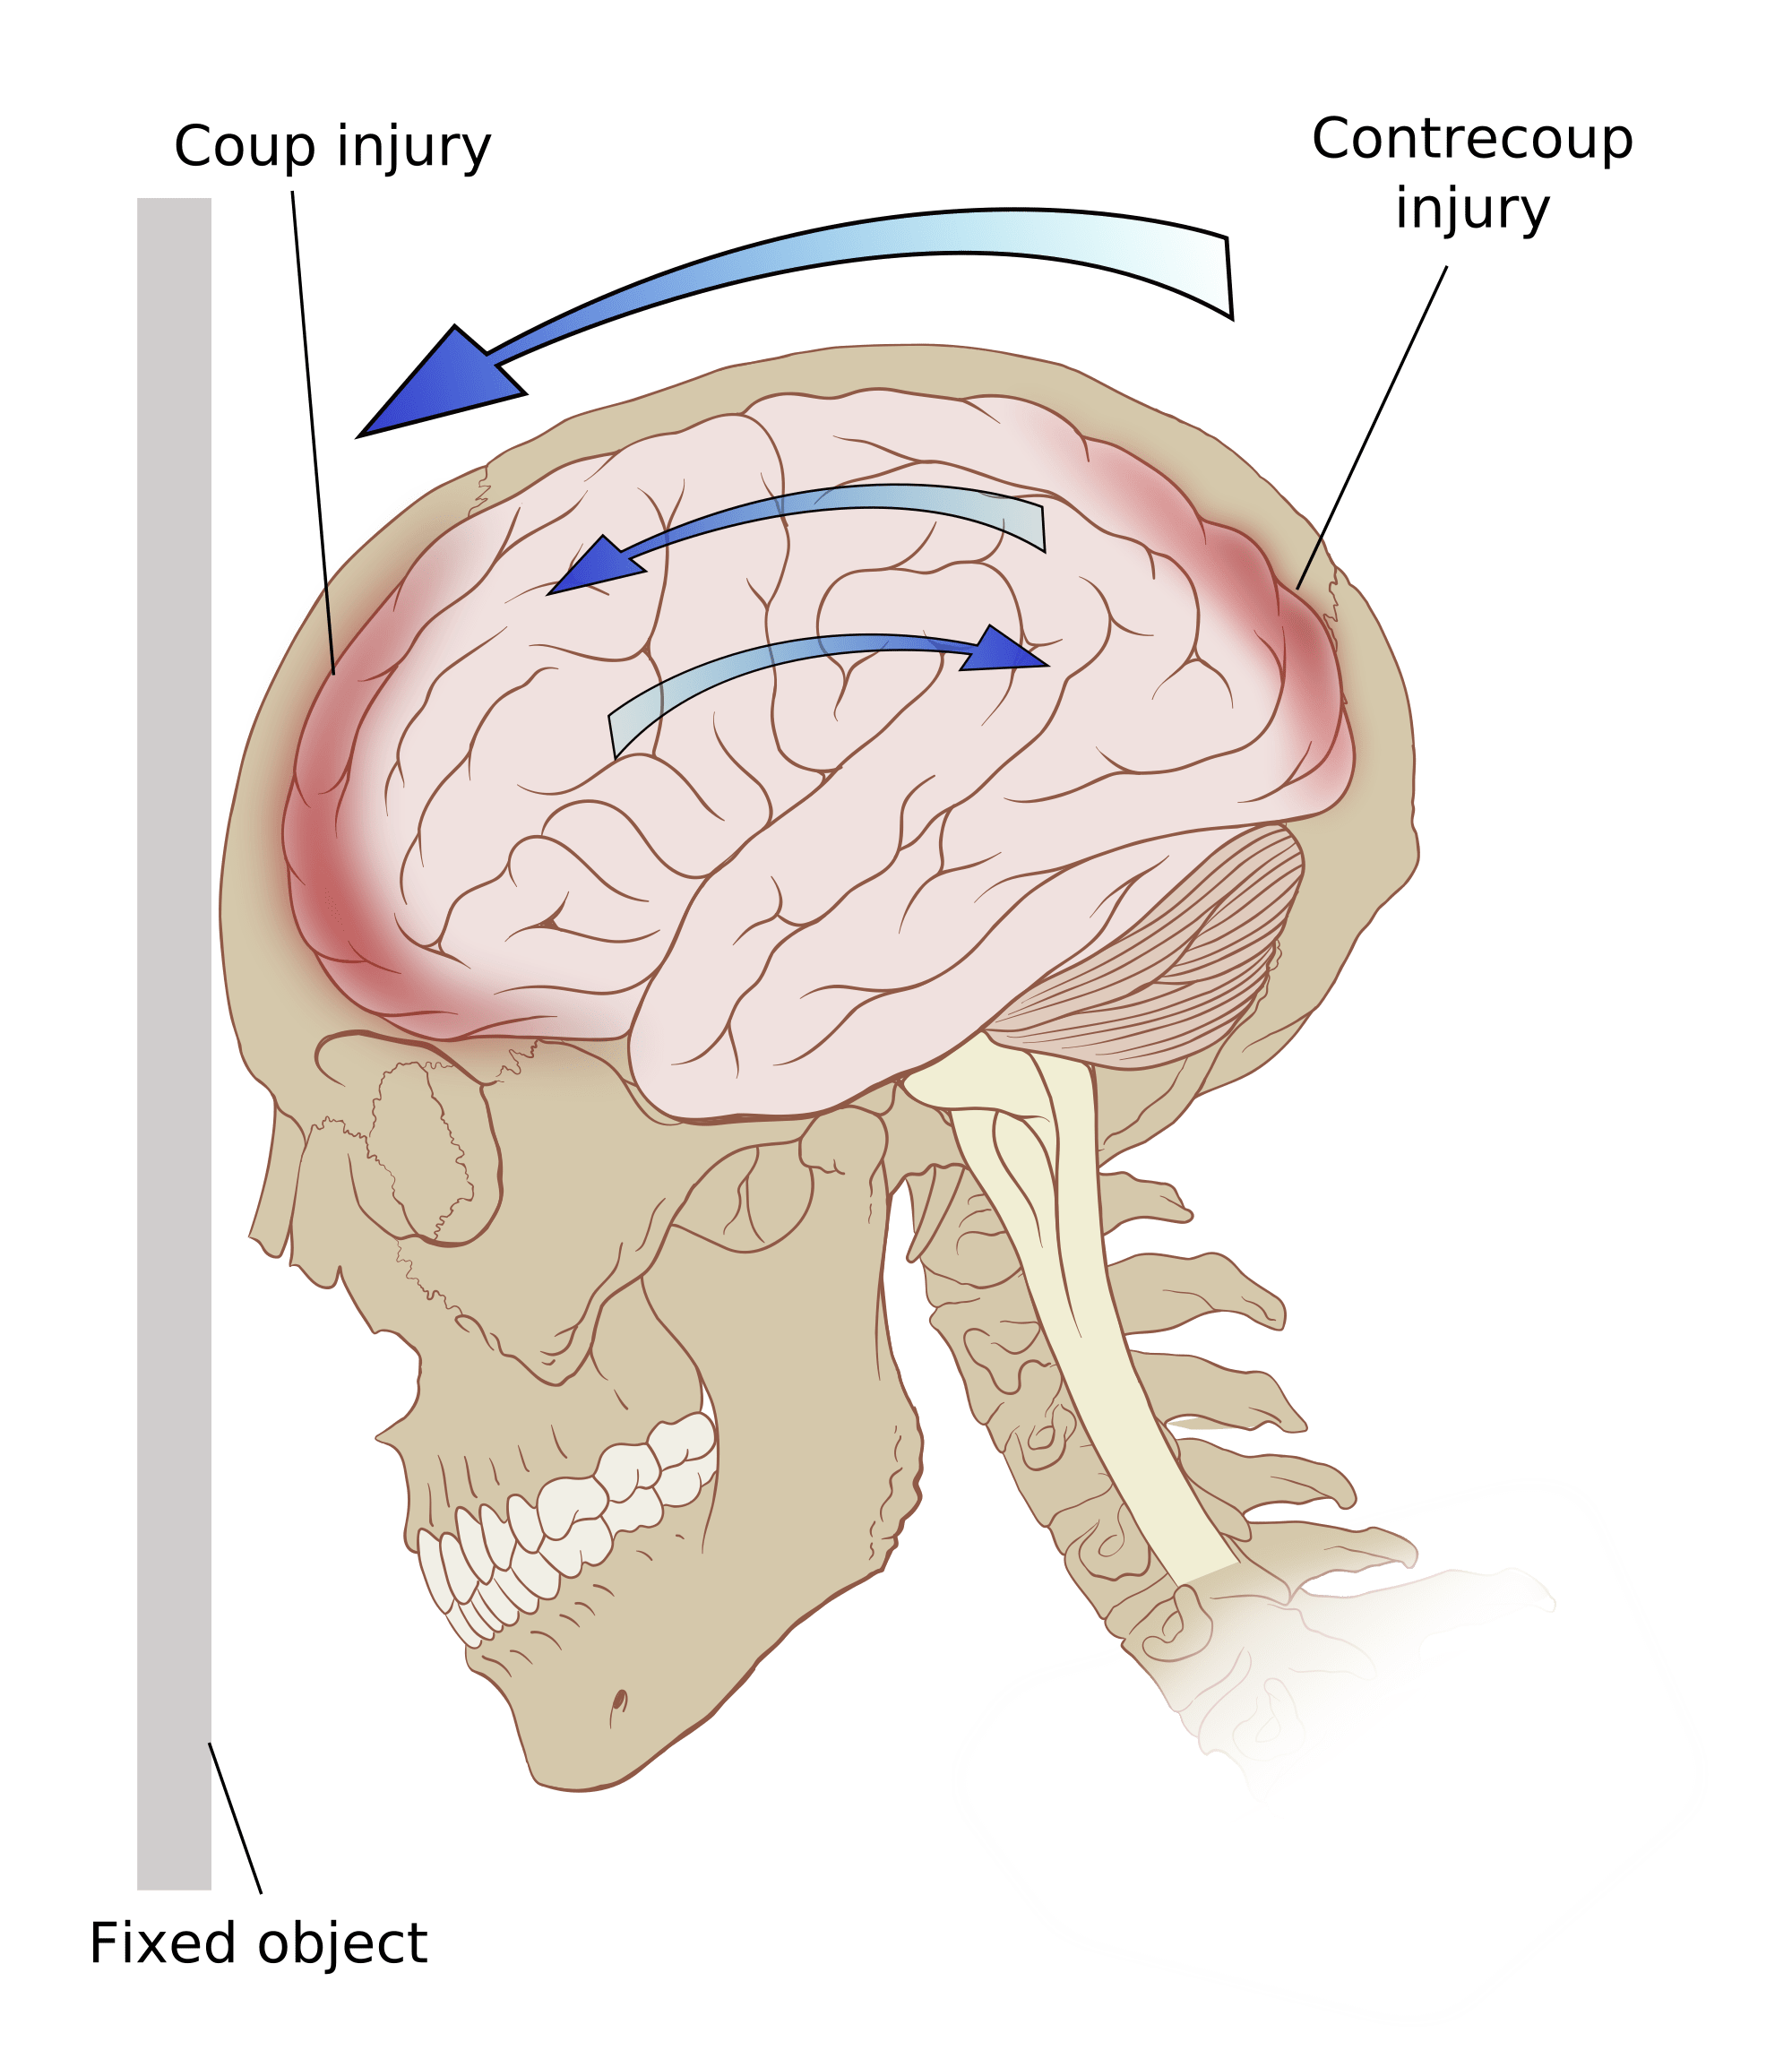 Coup injury
Contrecoup
injury
Fixed object